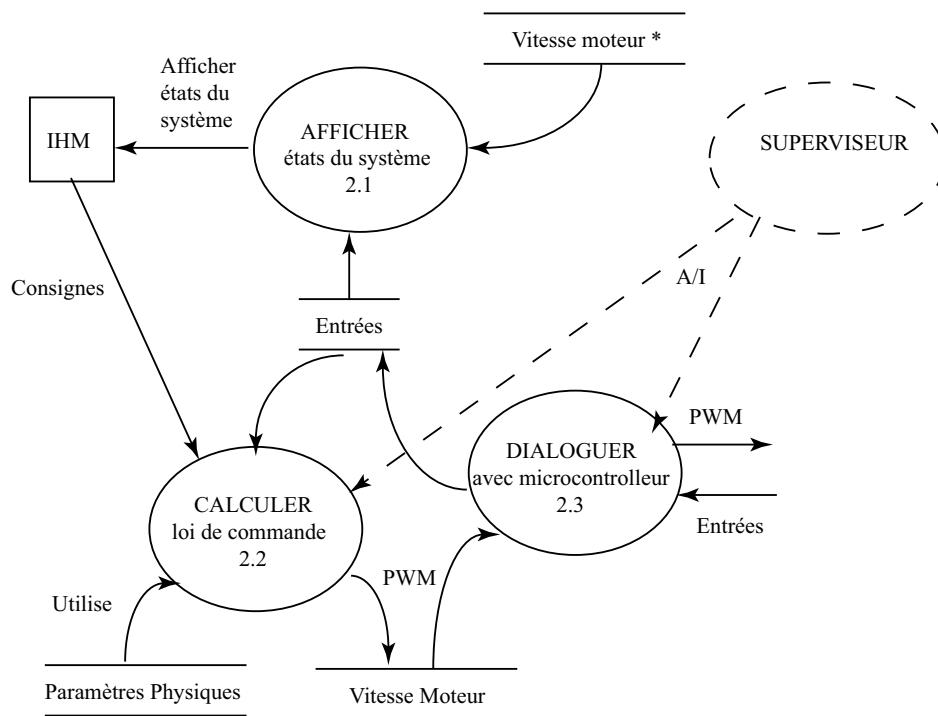 Vitesse moteur *
Afficher
états du
système
IHM
AFFICHER
états du système
2.1
SUPERVISEUR
A/I
Consignes
Entrées
PWM
DIALOGUER
avec microcontrolleur
2.3
Entrées
CALCULER
loi de commande
2.2
PWM
Utilise
Paramètres Physiques
Vitesse Moteur